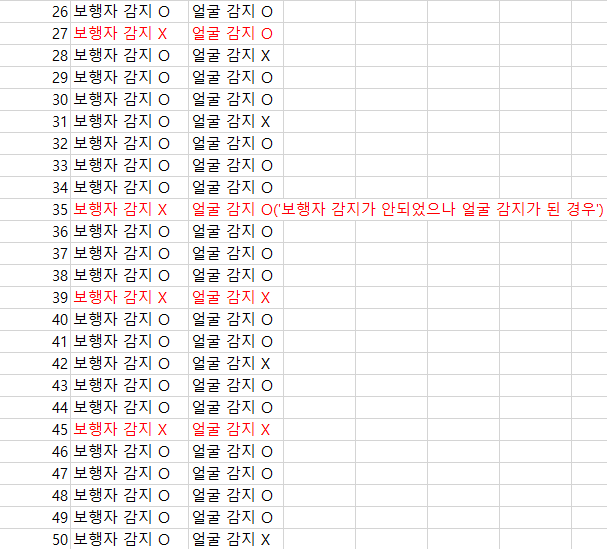 26 보행자 감지 O 얼굴 감지 O
27 보행자 감지 X 얼굴 감지 O
28 보행자 감지 O 얼굴 감지 X
29 보행자 감지 O 얼굴 감지 O
30 보행자 감지 O 얼굴 감지 O
31 보행자 감지 O 얼굴 감지 X
32 보행자 감지 O 얼굴 감지 O
33 보행자 감지 O 얼굴 감지 O
34 보행자 감지 O 얼굴 감지 O
35 보행자 감지 X 얼굴 감지 O('보행자 감지가 안되었으나 얼굴 감지가 된 경우')
36 보행자 감지 O 얼굴 감지 O
37 보행자 감지 O 얼굴 감지 O
38 보행자 감지 O 얼굴 감지 O
39 보행자 감지 X 얼굴 감지 X
40 보행자 감지 O 얼굴 감지 O
41 보행자 감지 O 얼굴 감지 O
42 보행자 감지 O 얼굴 감지 X
43 보행자 감지 O 얼굴 감지 O
44 보행자 감지 O 얼굴 감지 O
45 보행자 감지 X 얼굴 감지 X
46 보행자 감지 O 얼굴 감지 O
47 보행자 감지 O 얼굴 감지 O
48 보행자 감지 O 얼굴 감지 O
49 보행자 감지 O 얼굴 감지 O
50 보행자 감지 O 얼굴 감지 X